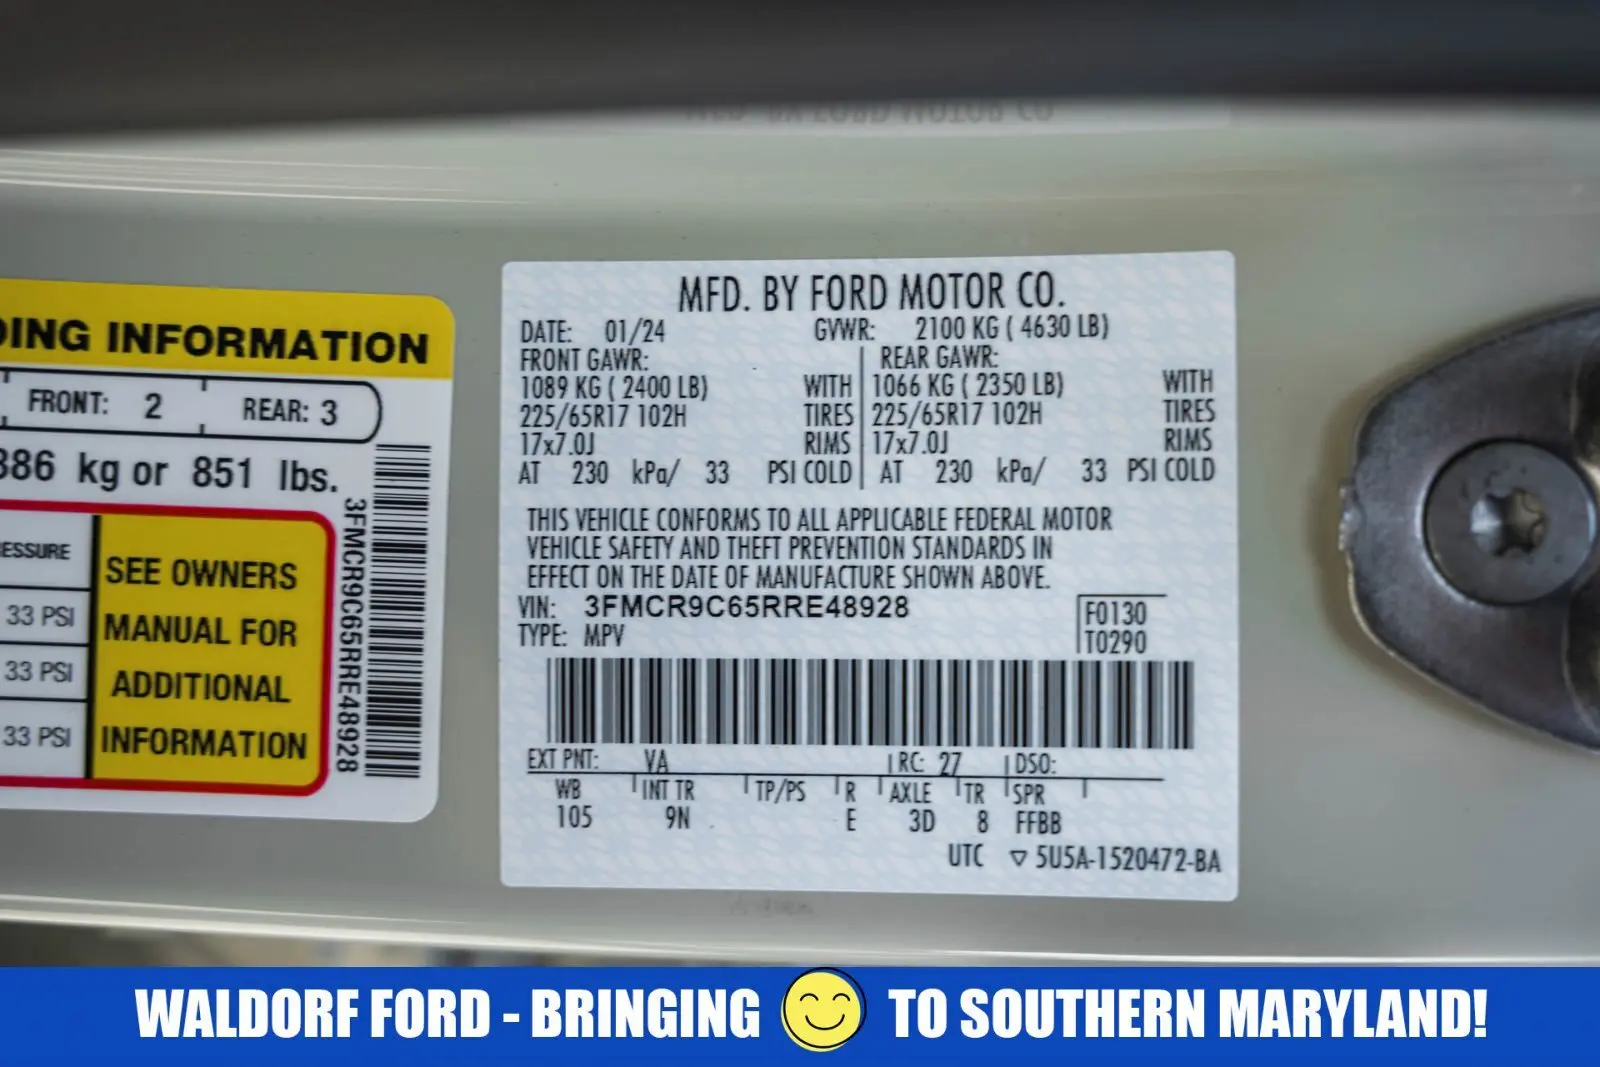 DING INFORMATION
FRONT: 2 REAR: 3
386 kg or 851 lbs.
ESSURE
33 PSI
33 PSI
33 PSI
SEE OWNERS
MANUAL FOR
ADDITIONAL
INFORMATION
3FMCR9C65RRE48928
MFD. BY FORD MOTOR CO.
DATE: 01/24 GVWR: 2100 KG ( 4630 LB)
FRONT GAWR: REAR GAWR:
1089 KG ( 2400 LB) WITH 1066 KG ( 2350 LB) WITH
225/65R17 102H TIRES 225/65R17 102H TIRES
17x7.0J RIMS 17x7.0J RIMS
AT 230 kPa/ 33 PSI COLD AT 230 kPa/ 33 PSI COLD
THIS VEHICLE CONFORMS TO ALL APPLICABLE FEDERAL MOTOR
VEHICLE SAFETY AND THEFT PREVENTION STANDARDS IN
EFFECT ON THE DATE OF MANUFACTURE SHOWN ABOVE.
VIN: 3FMCR9C65RRE48928 F0130
TYPE: MPV T0290
EXT PNT: VA RC: 27 DSO:
WB INT TR TP/PS R AXLE TR SPR
105 9N E 3D 8 FFBB
UTC ▽ 5U5A-1520472-BA
WALDORF FORD - BRINGING TO SOUTHERN MARYLAND!